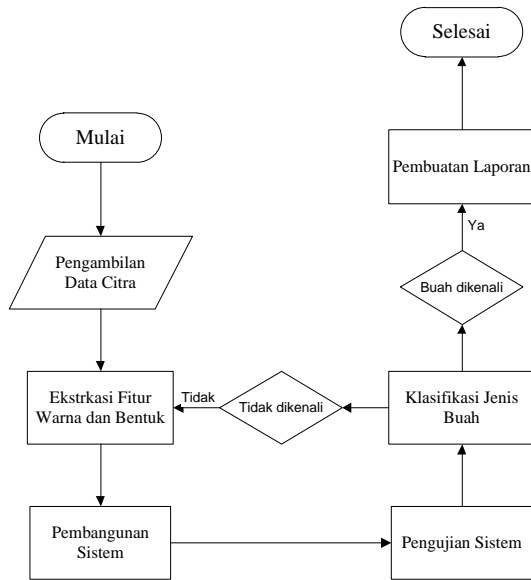 Mulai
Pengambilan
Data Citra
Ekstrkasi Fitur
Warna dan Bentuk
Pembangunan
Sistem
Pengujian Sistem
Klasifikasi Jenis
Buah
Tidak dikenali
Tidak
Buah dikenali
Ya
Pembuatan Laporan
Selesai